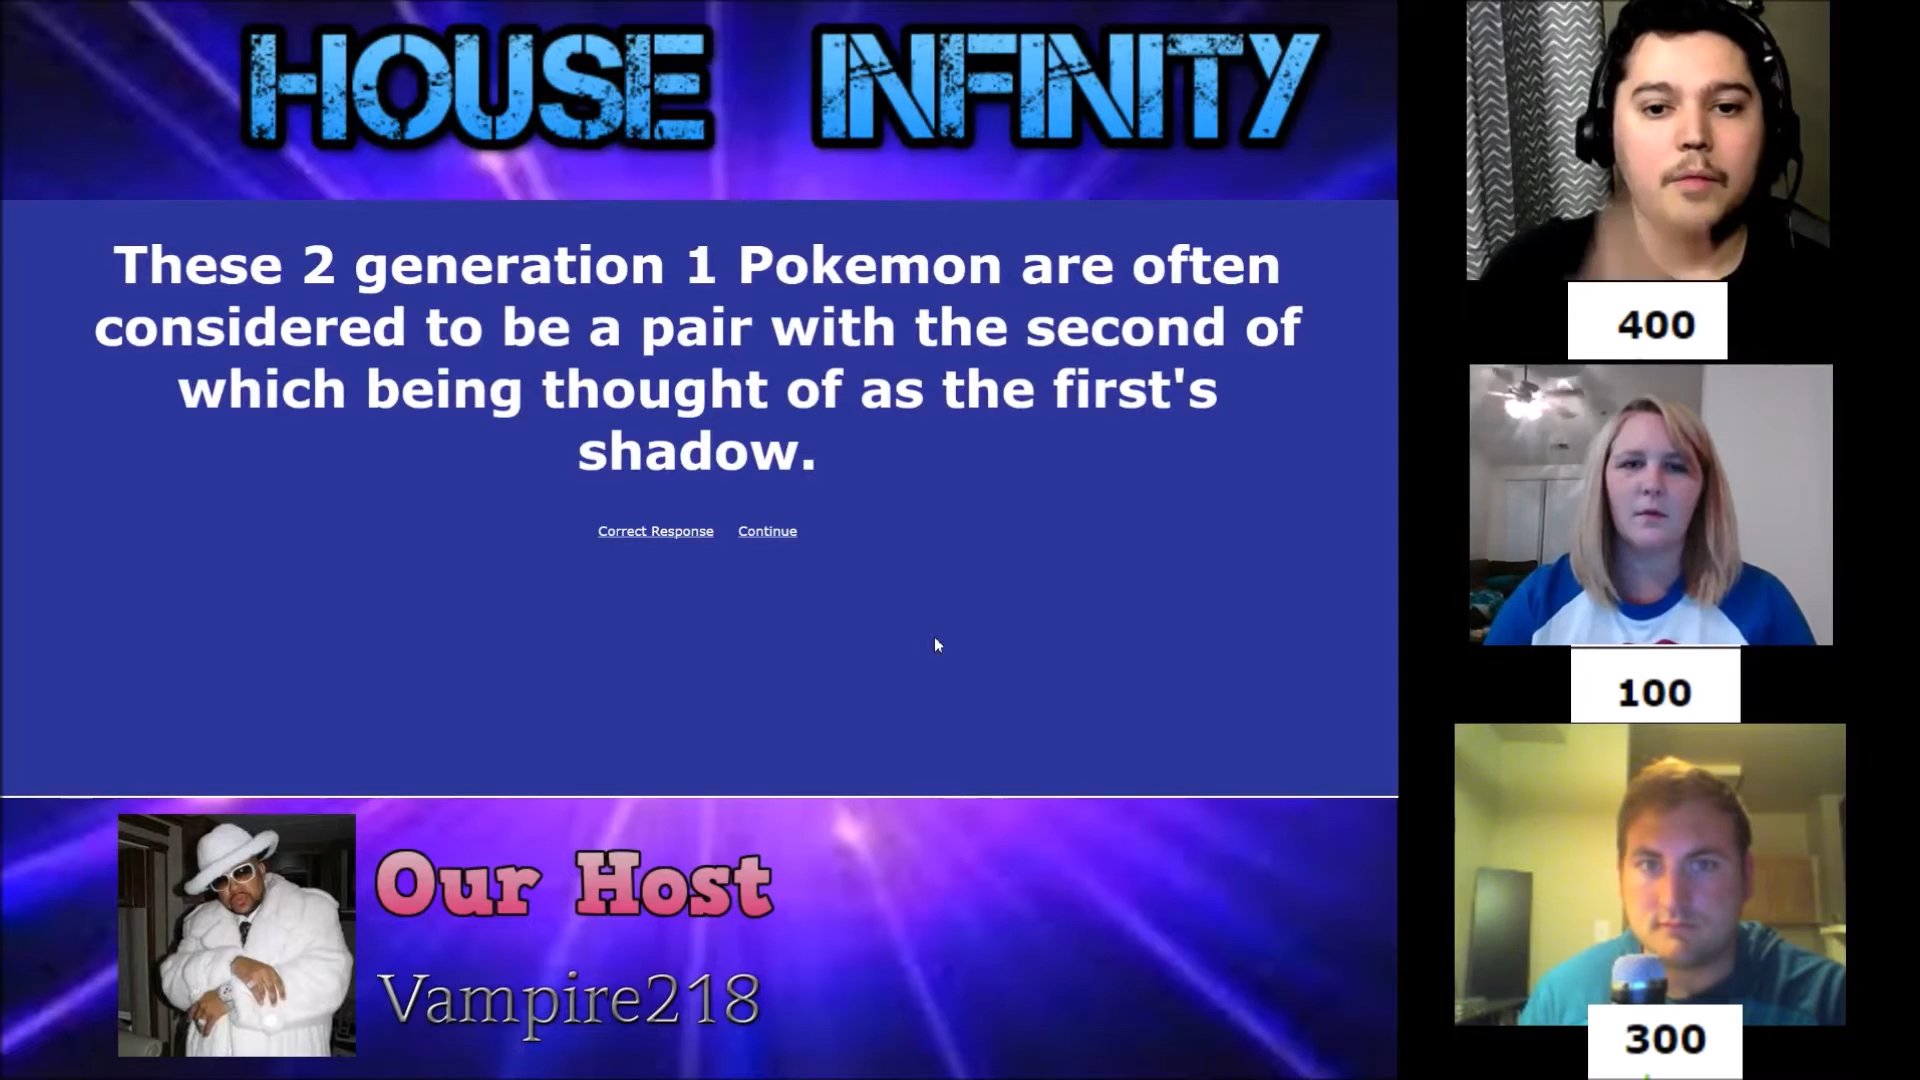 HOUSE INFINITY
These 2 generation 1 Pokemon are often
considered to be a pair with the second of
which being thought of as the first's
shadow.
Correct Response Continue
400
100
300
Our Host
Vampire218